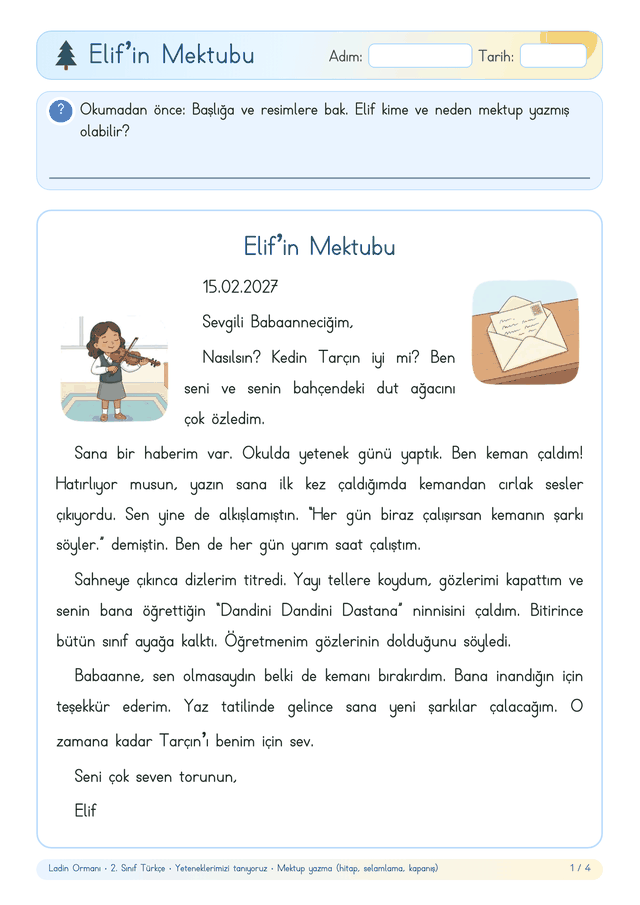 Elif'in Mektubu
Adım:
Tarih:
? Okumadan önce: Başlığa ve resimlere bak. Elif kime ve neden mektup yazmış
olabilir?
Elif'in Mektubu
15.02.2027
Sevgili Babaanneciğim,
Nasılsın? Kedin Tarçın iyi mi? Ben
seni ve senin bahçendeki dut ağacını
çok özledim.
Sana bir haberim var. Okulda yetenek günü yaptık. Ben keman çaldım!
Hatırlıyor musun, yazın sana ilk kez çaldığımda kemandan cırlak sesler
çıkıyordu. Sen yine de alkışlamıştın. "Her gün biraz çalışırsan kemanın şarkı
söyler." demiştin. Ben de her gün yarım saat çalıştım.
Sahneye çıkınca dizlerim titredi. Yayı tellere koydum, gözlerimi kapattım ve
senin bana öğrettiğin "Dandini Dandini Dastana" ninnisini çaldım. Bitirince
bütün sınıf ayağa kalktı. Öğretmenim gözlerinin dolduğunu söyledi.
Babaanne, sen olmasaydın belki de kemanı bırakırdım. Bana inandığın için
teşekkür ederim. Yaz tatilinde gelince sana yeni şarkılar çalacağım. O
zamana kadar Tarçın'ı benim için sev.
Seni çok seven torunun,
Elif
Ladin Ormanı • 2. Sınıf Türkçe • Yeteneklerimizi tanıyoruz • Mektup yazma (hitap, selamlama, kapanış)
1 / 4